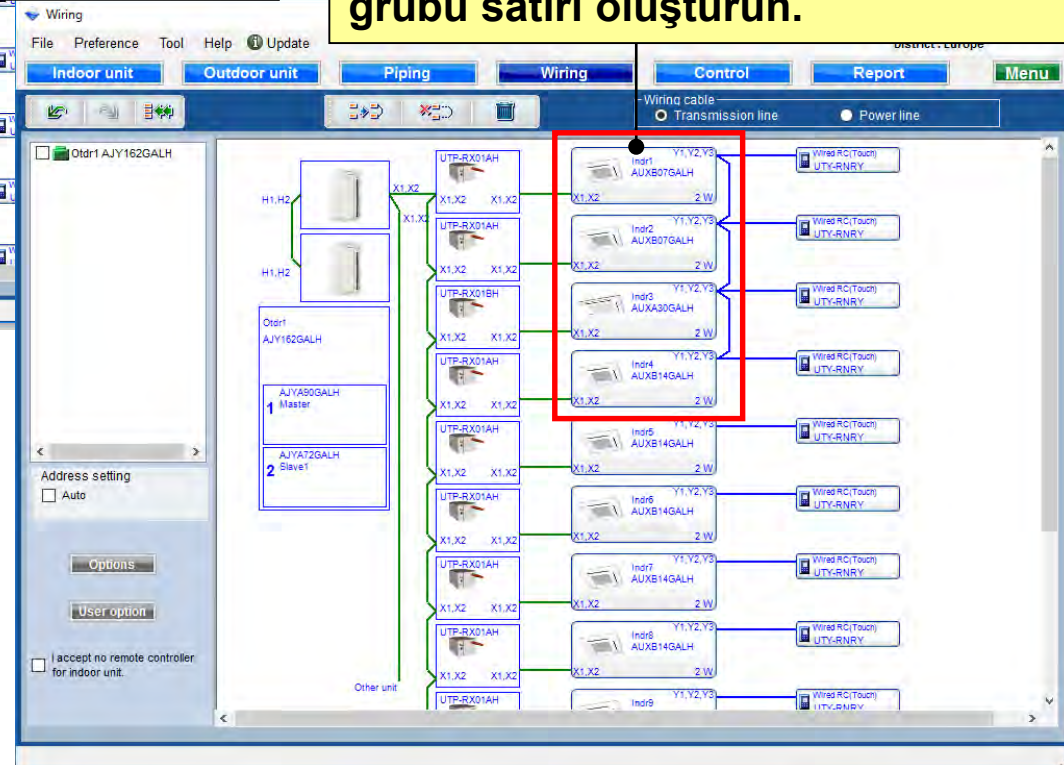 grubu satırı oluşturun.
Wiring
File Preference Tool Help Update
District : Europe
Indoor unit Outdoor unit Piping Wiring Control Report Menu
Wiring cable
Transmission line Power line
Otdr1 AJY162GALH
Address setting
Auto
Options
User option
I accept no remote controller
for indoor unit.
H1,H2
H1,H2
X1,X2
X1,X2
Otdr1
AJY162GALH
AJYA90GALH
1 Master
AJYA72GALH
2 Slave1
Other unit
UTP-RX01AH
X1,X2 X1,X2
UTP-RX01AH
X1,X2 X1,X2
UTP-RX01BH
X1,X2 X1,X2
UTP-RX01AH
X1,X2 X1,X2
UTP-RX01AH
X1,X2 X1,X2
UTP-RX01AH
X1,X2 X1,X2
UTP-RX01AH
X1,X2 X1,X2
UTP-RX01AH
X1,X2 X1,X2
UTP-RX01AH
Y1,Y2,Y3
Indr1
AUXB07GALH
X1,X2 2 W
Y1,Y2,Y3
Indr2
AUXB07GALH
X1,X2 2 W
Y1,Y2,Y3
Indr3
AUXA30GALH
X1,X2 2 W
Y1,Y2,Y3
Indr4
AUXB14GALH
X1,X2 2 W
Y1,Y2,Y3
Indr5
AUXB14GALH
X1,X2 2 W
Y1,Y2,Y3
Indr6
AUXB14GALH
X1,X2 2 W
Y1,Y2,Y3
Indr7
AUXB14GALH
X1,X2 2 W
Y1,Y2,Y3
Indr8
AUXB14GALH
X1,X2 2 W
Y1,Y2,Y3
Indr9
Wired RC(Touch)
UTY-RNRY
Wired RC(Touch)
UTY-RNRY
Wired RC(Touch)
UTY-RNRY
Wired RC(Touch)
UTY-RNRY
Wired RC(Touch)
UTY-RNRY
Wired RC(Touch)
UTY-RNRY
Wired RC(Touch)
UTY-RNRY
Wired RC(Touch)
UTY-RNRY
Wired RC(Touch)
UTY-RNRY